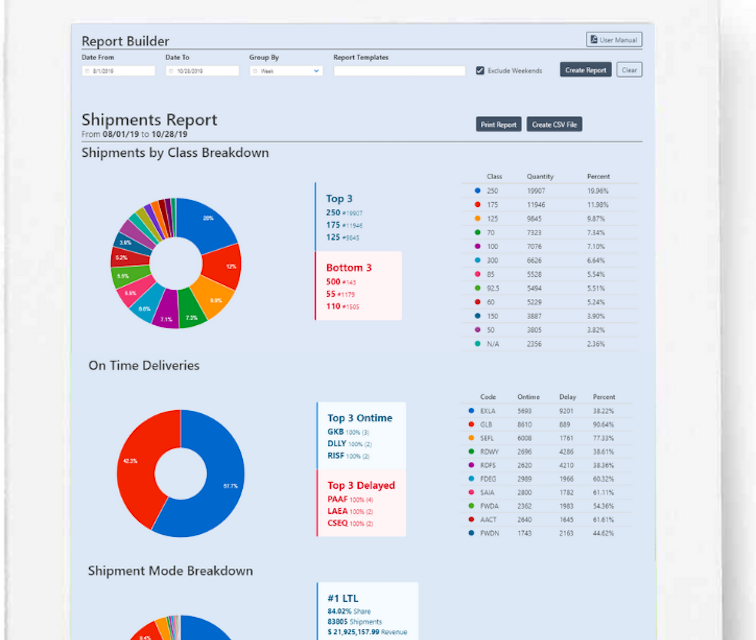 Report Builder
User Manual
Date From Date To Group By Report Templates
8/1/2019 10/28/2019 Week Exclude Weekends Create Report Clear
Shipments Report
From 08/01/19 to 10/28/19
Print Report Create CSV File
Shipments by Class Breakdown
20%
12%
9.9%
7.3%
7.1%
6.6%
5.5%
5.5%
5.2%
3.9%
Top 3
250 #19907
175 #11946
125 #9845
Bottom 3
500 #143
55 #1179
110 #1505
Class Quantity Percent
250 19907 19.96%
175 11946 11.98%
125 9845 9.87%
70 7323 7.34%
100 7076 7.10%
300 6626 6.64%
85 5528 5.54%
92.5 5494 5.51%
60 5229 5.24%
150 3887 3.90%
50 3805 3.82%
N/A 2356 2.36%
On Time Deliveries
42.3%
57.7%
Top 3 Ontime
GKB 100% (3)
DLLY 100% (2)
RISF 100% (2)
Top 3 Delayed
PAAF 100% (4)
LAEA 100% (2)
CSEQ 100% (2)
Code Ontime Delay Percent
EXLA 5693 9201 38.22%
GLB 8610 889 90.64%
SEFL 6008 1761 77.33%
RDWY 2696 4286 38.61%
RDFS 2620 4210 38.36%
FDEG 2989 1966 60.32%
SAIA 2800 1782 61.11%
FWDA 2362 1983 54.36%
AACT 2640 1645 61.61%
PWDN 1743 2163 44.62%
Shipment Mode Breakdown
9.4%
#1 LTL
84.02% Share
83805 Shipments
$ 21,925,157.99 Revenue